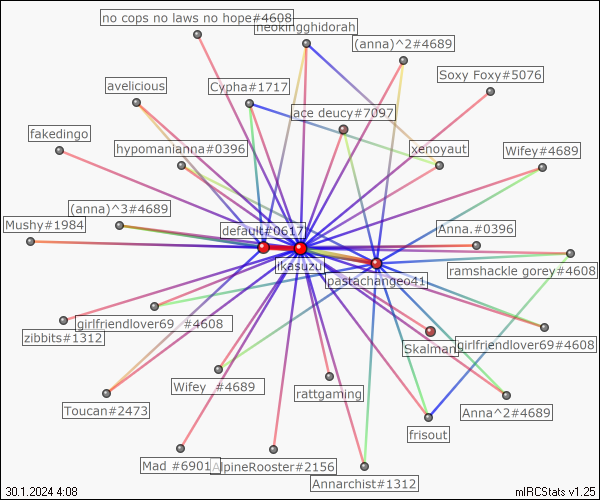 no cops no laws no hope#4608
neokingghidorah
(anna)^2#4689
Soxy Foxy#5076
avelicious
Cypha#1717
ace deucy#7097
fakedingo
hypomanianna#0396
xenoyaut
Wifey#4689
(anna)^3#4689
Mushy#1984
default#0617
Anna.#0396
ikasuzu
pastachangeo41
ramshackle gorey#4608
zibbits#1312
girlfriendlover69 #4608
Skalman
girlfriendlover69#4608
Wifey #4689
rattgaming
Toucan#2473
Anna^2#4689
frisout
Mad #6901
AlpineRooster#2156
Annarchist#1312
30.1.2024 4:08
mIRCStats v1.25